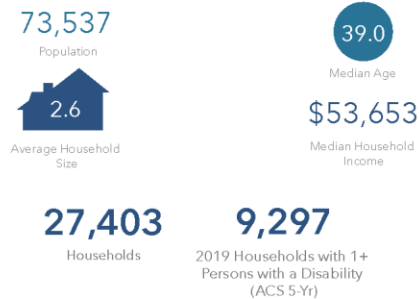 73,537
Population
39.0
Median Age
2.6
Average Household
Size
$53,653
Median Household
Income
27,403
Households
9,297
2019 Households with 1+
Persons with a Disability
(ACS 5-Yr)